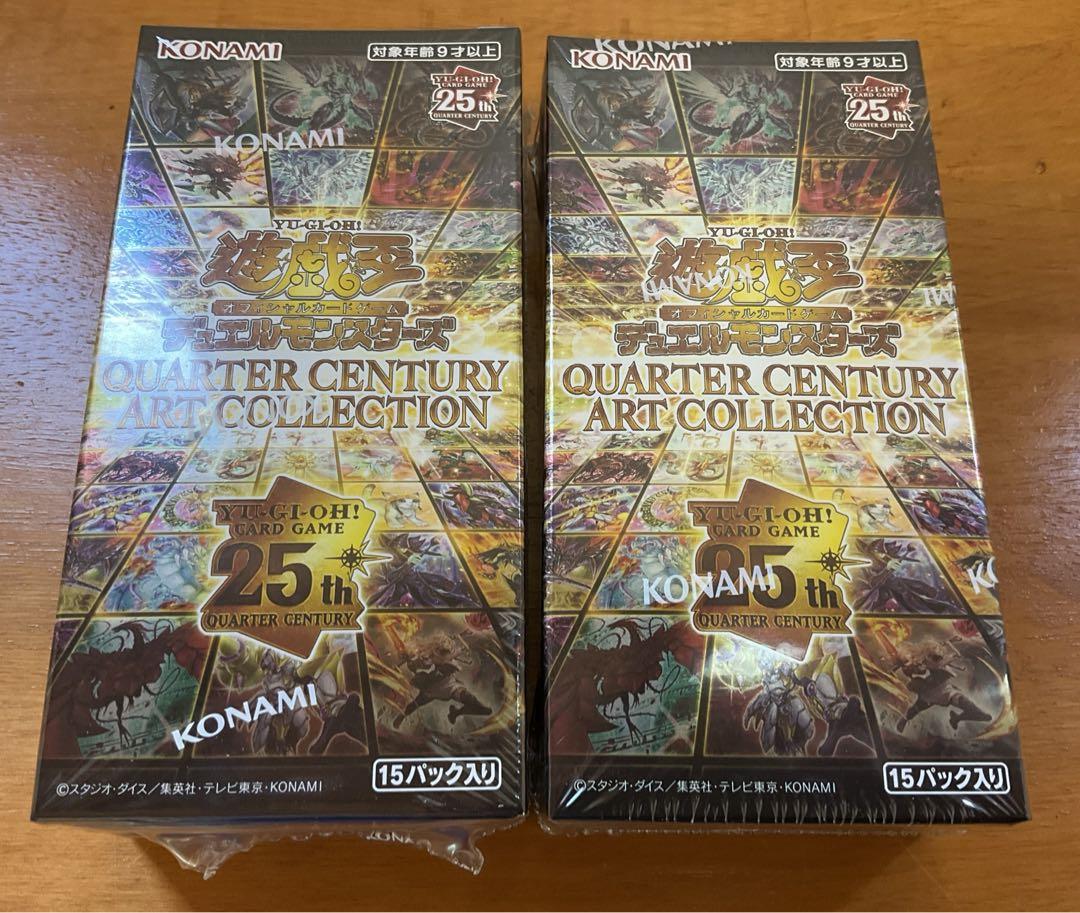 KONAMI
対象年齢9才以上
YU-GI-OH!
CARD GAME
25th
QUARTER CENTURY
KONAMI
YU-GI-OH!
遊戯王
オフィシャルカードゲーム
デュエルモンスターズ
QUARTER CENTURY
ART COLLECTION
YU-GI-OH!
CARD GAME
25th
QUARTER CENTURY
KONAMI
15パック入り
©スタジオ・ダイス/集英社・テレビ東京・KONAMI
KONAMI
KONAMI
対象年齢9才以上
YU-GI-OH!
CARD GAME
25th
QUARTER CENTURY
YU-GI-OH!
遊戯王
KONAMI
オフィシャルカードゲーム
デュエルモンスターズ
QUARTER CENTURY
ART COLLECTION
YU-GI-OH!
CARD GAME
25th
KONAMI
QUARTER CENTURY
15パック入り
©スタジオ・ダイス/集英社・テレビ東京・KONAMI